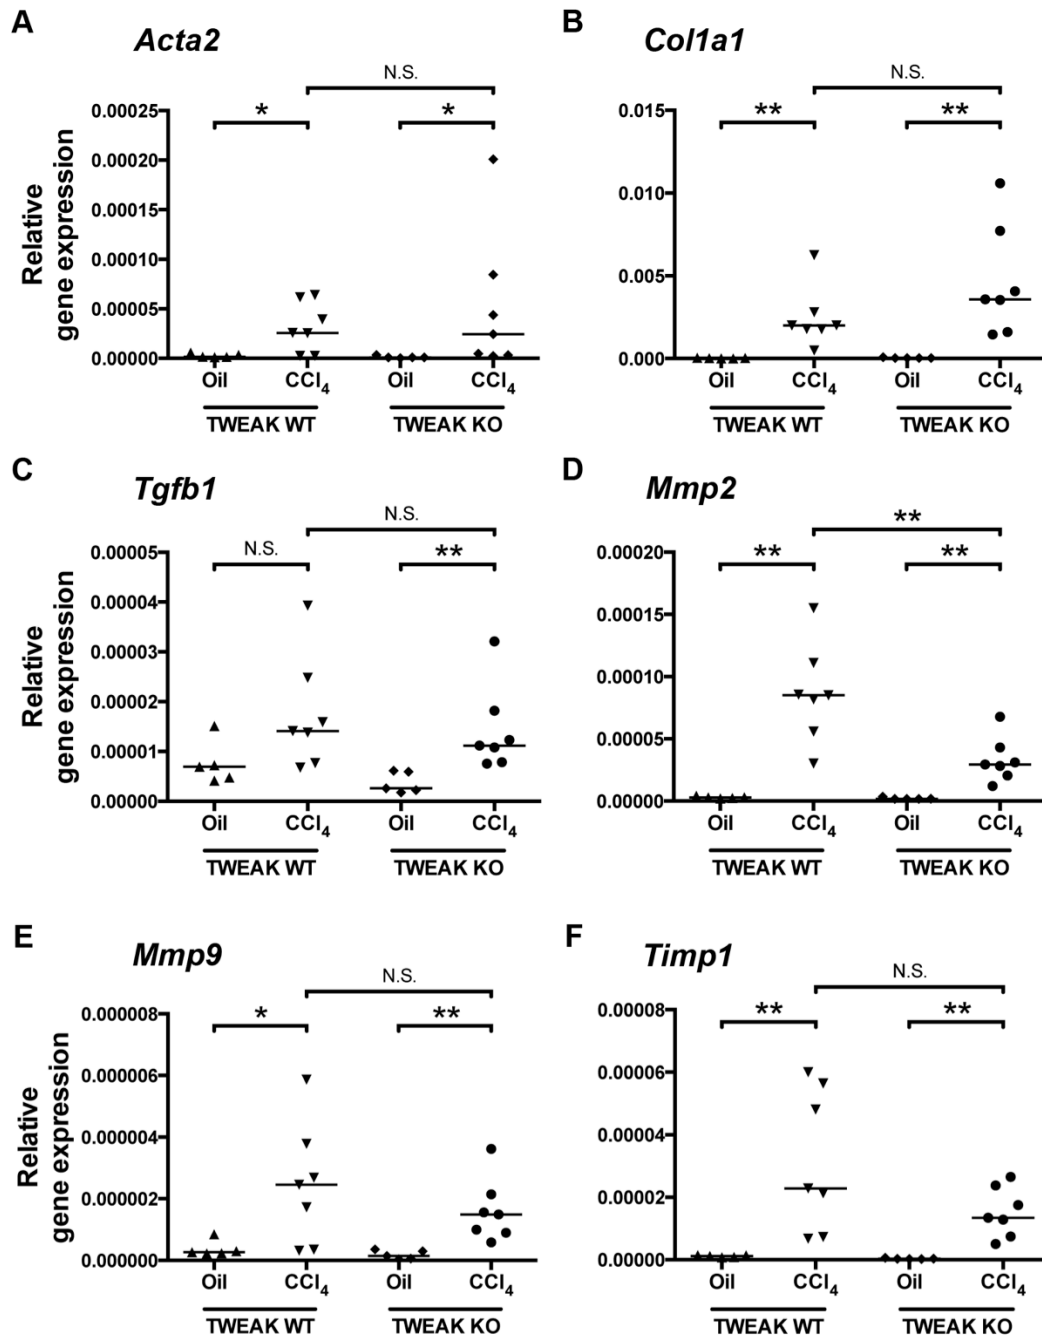 A
Acta2
N.S.
*
*
Relative
gene expression
0.00025
0.00020
0.00015
0.00010
0.00005
0.00000
Oil
CCl₄
Oil
CCl₄
TWEAK WT
TWEAK KO
B
Col1a1
N.S.
**
**
0.015
0.010
0.005
0.000
Oil
CCl₄
Oil
CCl₄
TWEAK WT
TWEAK KO
C
Tgfb1
N.S.
N.S.
**
Relative
gene expression
0.00005
0.00004
0.00003
0.00002
0.00001
0.00000
Oil
CCl₄
Oil
CCl₄
TWEAK WT
TWEAK KO
D
Mmp2
**
**
**
0.00020
0.00015
0.00010
0.00005
0.00000
Oil
CCl₄
Oil
CCl₄
TWEAK WT
TWEAK KO
E
Mmp9
N.S.
*
**
Relative
gene expression
0.000008
0.000006
0.000004
0.000002
0.000000
Oil
CCl₄
Oil
CCl₄
TWEAK WT
TWEAK KO
F
Timp1
N.S.
**
**
0.00008
0.00006
0.00004
0.00002
0.00000
Oil
CCl₄
Oil
CCl₄
TWEAK WT
TWEAK KO